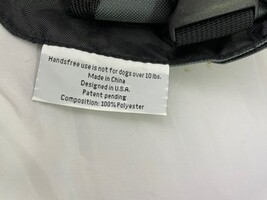 Handsfree use is not for dogs over 10 lbs.
Made in China
Designed in U.S.A.
Patent pending
Composition: 100% Polyester